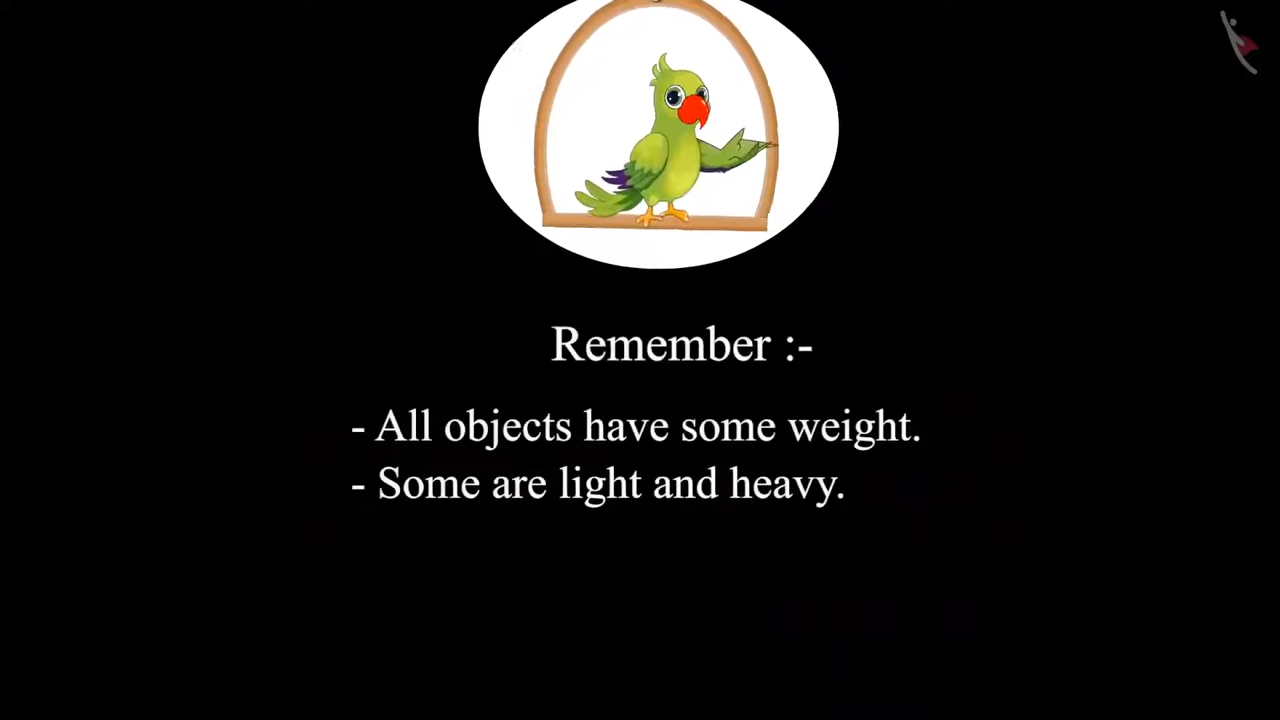 Remember :-
- All objects have some weight.
- Some are light and heavy.